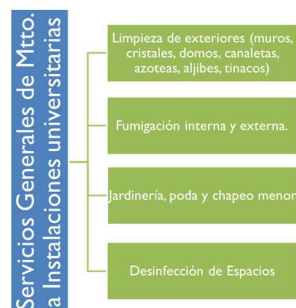 Servicios Generales de Mtto.
a Instalaciones universitarias
Limpieza de exteriores (muros,
cristales, domos, canaletas,
azoteas, aljibes, tinacos)
Fumigación interna y externa.
Jardinería, poda y chapeo menor
Desinfección de Espacios